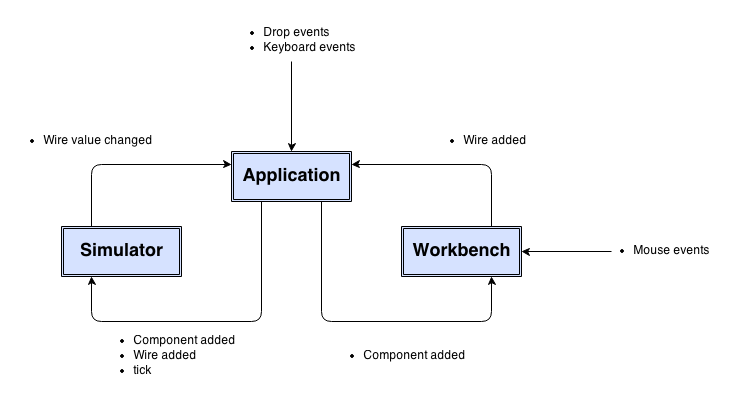 • Drop events
• Keyboard events
• Wire value changed
• Wire added
Application
Simulator
Workbench
• Mouse events
• Component added
• Wire added
• tick
• Component added